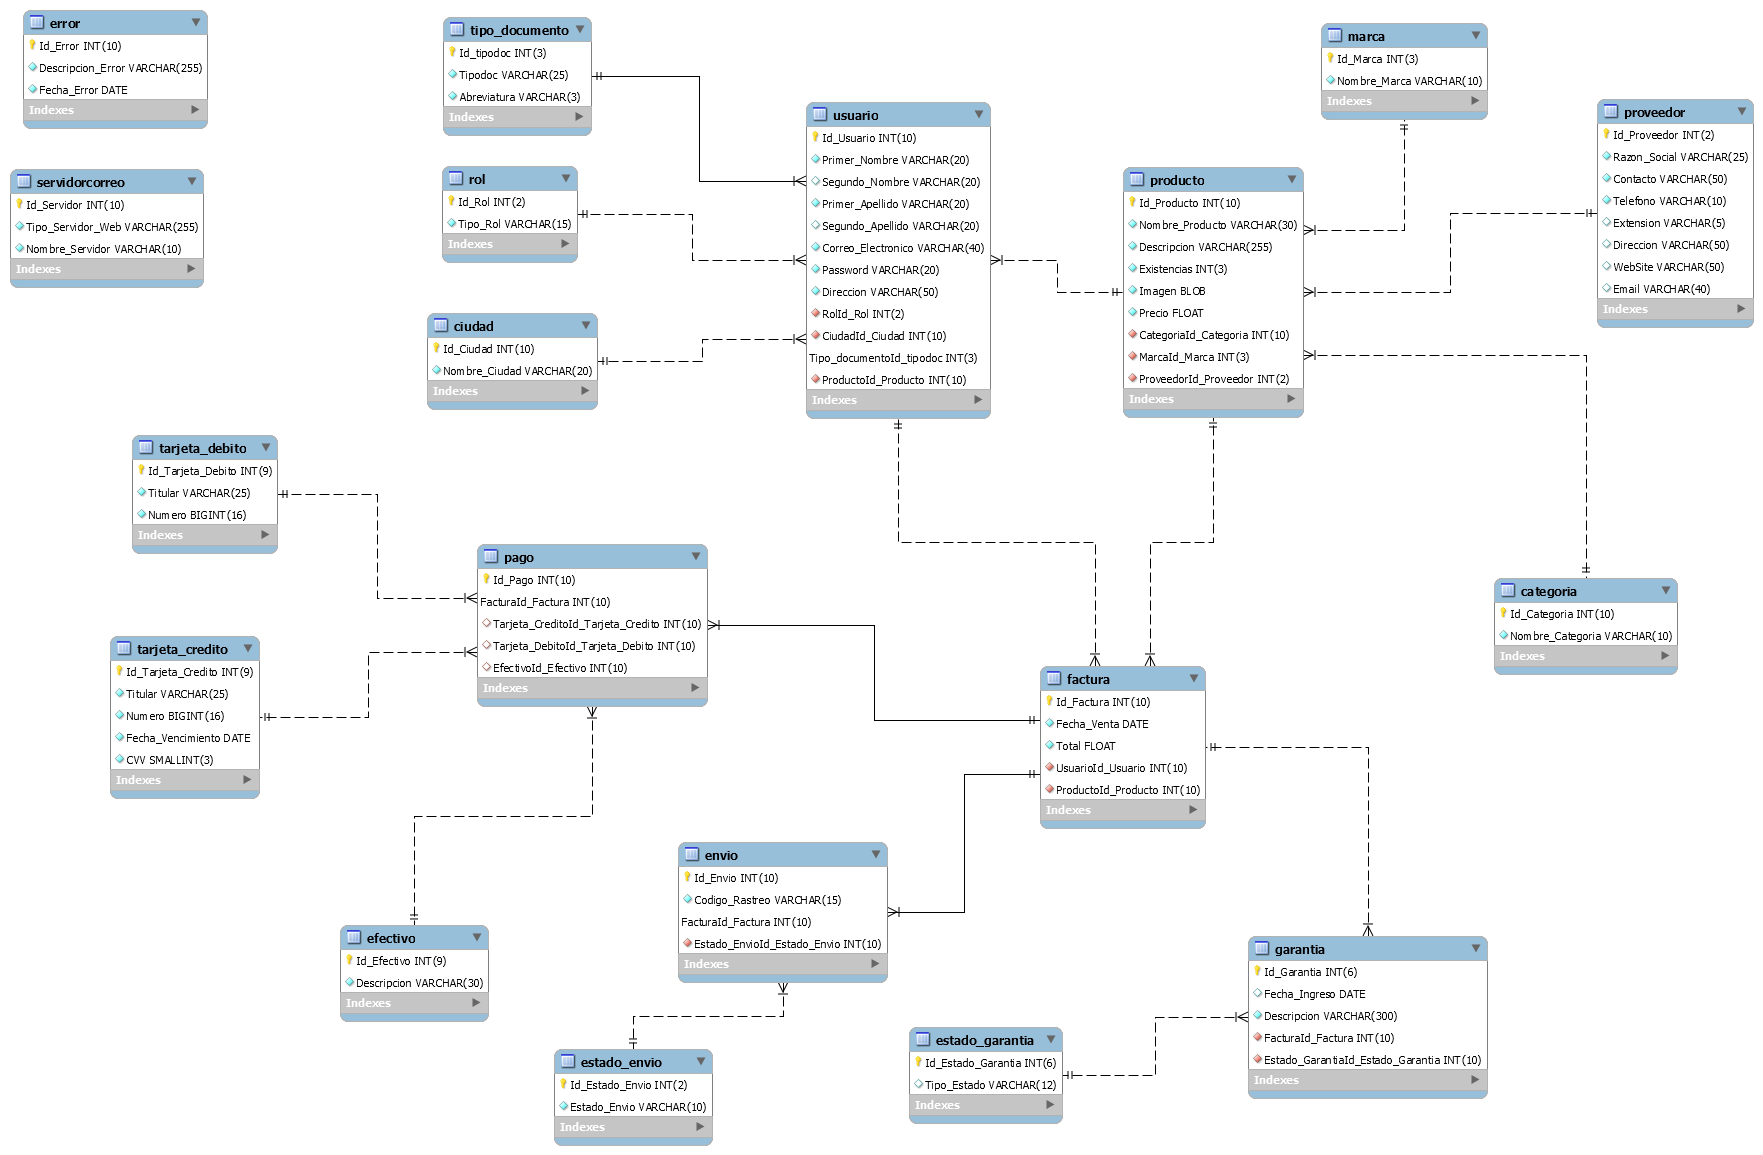 error
Id_Error INT(10)
Descripcion_Error VARCHAR(255)
Fecha_Error DATE
Indexes
servidorcorreo
Id_Servidor INT(10)
Tipo_Servidor_Web VARCHAR(255)
Nombre_Servidor VARCHAR(10)
Indexes
tipo_documento
Id_tipodoc INT(3)
Tipodoc VARCHAR(25)
Abreviatura VARCHAR(3)
Indexes
rol
Id_Rol INT(2)
Tipo_Rol VARCHAR(15)
Indexes
ciudad
Id_Ciudad INT(10)
Nombre_Ciudad VARCHAR(20)
Indexes
usuario
Id_Usuario INT(10)
Primer_Nombre VARCHAR(20)
Segundo_Nombre VARCHAR(20)
Primer_Apellido VARCHAR(20)
Segundo_Apellido VARCHAR(20)
Correo_Electronico VARCHAR(40)
Password VARCHAR(20)
Direccion VARCHAR(50)
RolId_Rol INT(2)
CiudadId_Ciudad INT(10)
Tipo_documentoId_tipodoc INT(3)
ProductoId_Producto INT(10)
Indexes
producto
Id_Producto INT(10)
Nombre_Producto VARCHAR(30)
Descripcion VARCHAR(255)
Existencias INT(3)
Imagen BLOB
Precio FLOAT
CategoriaId_Categoria INT(10)
MarcaId_Marca INT(3)
ProveedorId_Proveedor INT(2)
Indexes
marca
Id_Marca INT(3)
Nombre_Marca VARCHAR(10)
Indexes
proveedor
Id_Proveedor INT(2)
Razon_Social VARCHAR(25)
Contacto VARCHAR(50)
Telefono VARCHAR(10)
Extension VARCHAR(5)
Direccion VARCHAR(50)
WebSite VARCHAR(50)
Email VARCHAR(40)
Indexes
tarjeta_debito
Id_Tarjeta_Debito INT(9)
Titular VARCHAR(25)
Numero BIGINT(16)
Indexes
tarjeta_credito
Id_Tarjeta_Credito INT(9)
Titular VARCHAR(25)
Numero BIGINT(16)
Fecha_Vencimiento DATE
CVV SMALLINT(3)
Indexes
pago
Id_Pago INT(10)
FacturaId_Factura INT(10)
Tarjeta_CreditoId_Tarjeta_Credito INT(10)
Tarjeta_DebitoId_Tarjeta_Debito INT(10)
EfectivoId_Efectivo INT(10)
Indexes
categoria
Id_Categoria INT(10)
Nombre_Categoria VARCHAR(10)
Indexes
factura
Id_Factura INT(10)
Fecha_Venta DATE
Total FLOAT
UsuarioId_Usuario INT(10)
ProductoId_Producto INT(10)
Indexes
envio
Id_Envio INT(10)
Codigo_Rastreo VARCHAR(15)
FacturaId_Factura INT(10)
Estado_EnvioId_Estado_Envio INT(10)
Indexes
efectivo
Id_Efectivo INT(9)
Descripcion VARCHAR(30)
Indexes
garantia
Id_Garantia INT(6)
Fecha_Ingreso DATE
Descripcion VARCHAR(300)
FacturaId_Factura INT(10)
Estado_GarantiaId_Estado_Garantia INT(10)
Indexes
estado_garantia
Id_Estado_Garantia INT(6)
Tipo_Estado VARCHAR(12)
Indexes
estado_envio
Id_Estado_Envio INT(2)
Estado_Envio VARCHAR(10)
Indexes